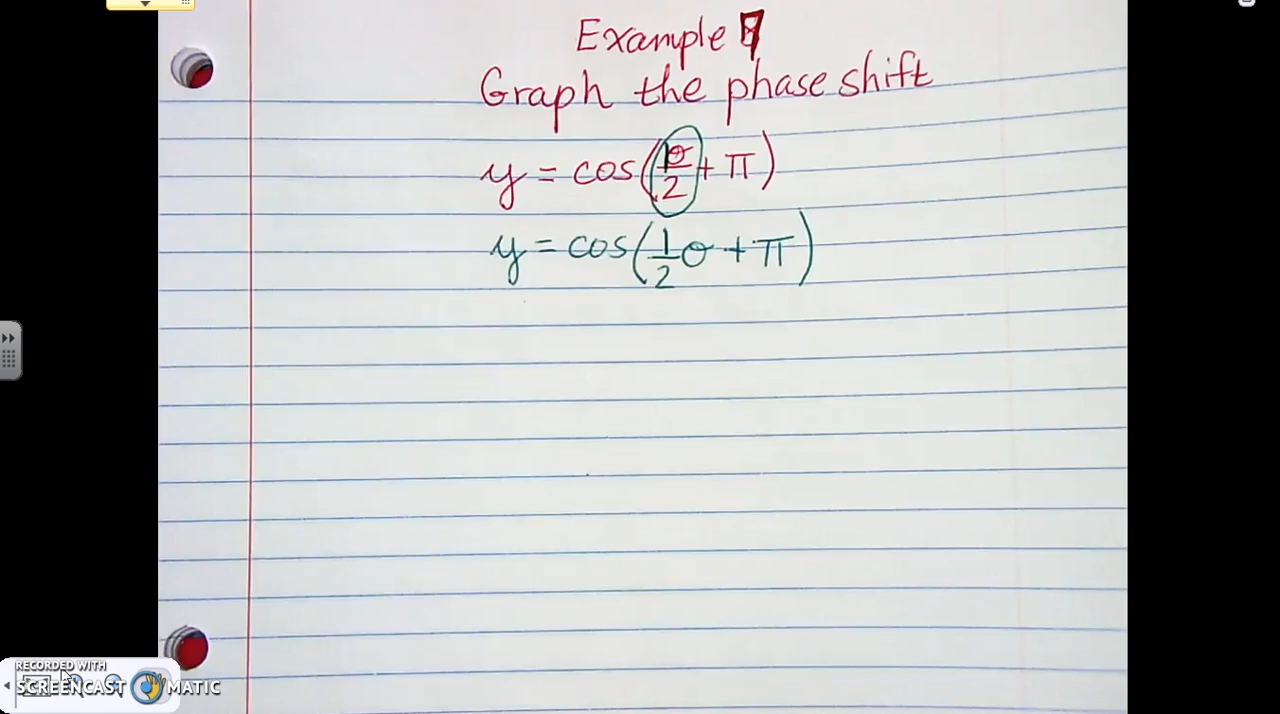 Example
Graph the phase shift
y = cos(θ/2 + π)
y = cos(1/2 θ + π)
RECORDED WITH
SCREENCAST MATIC